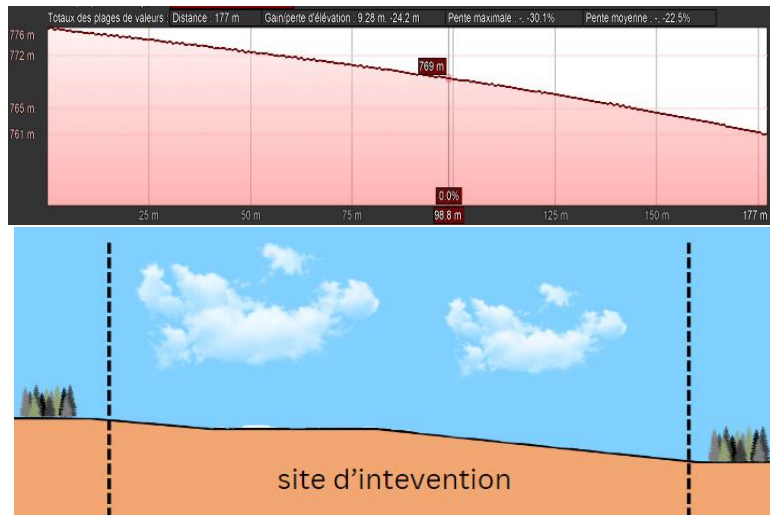 Totaux des plages de valeurs : Distance : 177 m Gain/perte d'élévation : 9.28 m. -24.2 m Pente maximale : -. -30.1% Pente moyenne : -. -22.5%
776 m
772 m
769 m
765 m
761 m
0.0%
25 m 50 m 75 m 98.8 m 125 m 150 m 177 m
site d'intevention